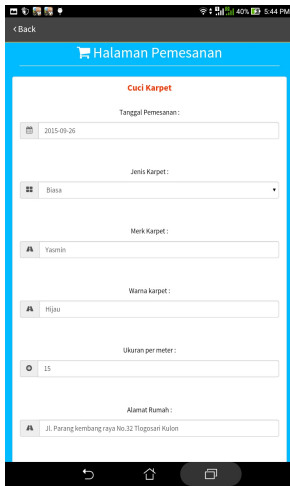 40% 5:44 PM
<Back
Halaman Pemesanan
Cuci Karpet
Tanggal Pemesanan :
2015-09-26
Jenis Karpet :
Biasa
Merk Karpet :
Yasmin
Warna karpet :
Hijau
Ukuran per meter :
15
Alamat Rumah :
Jl. Parang kembang raya No.32 Tlogosari Kulon